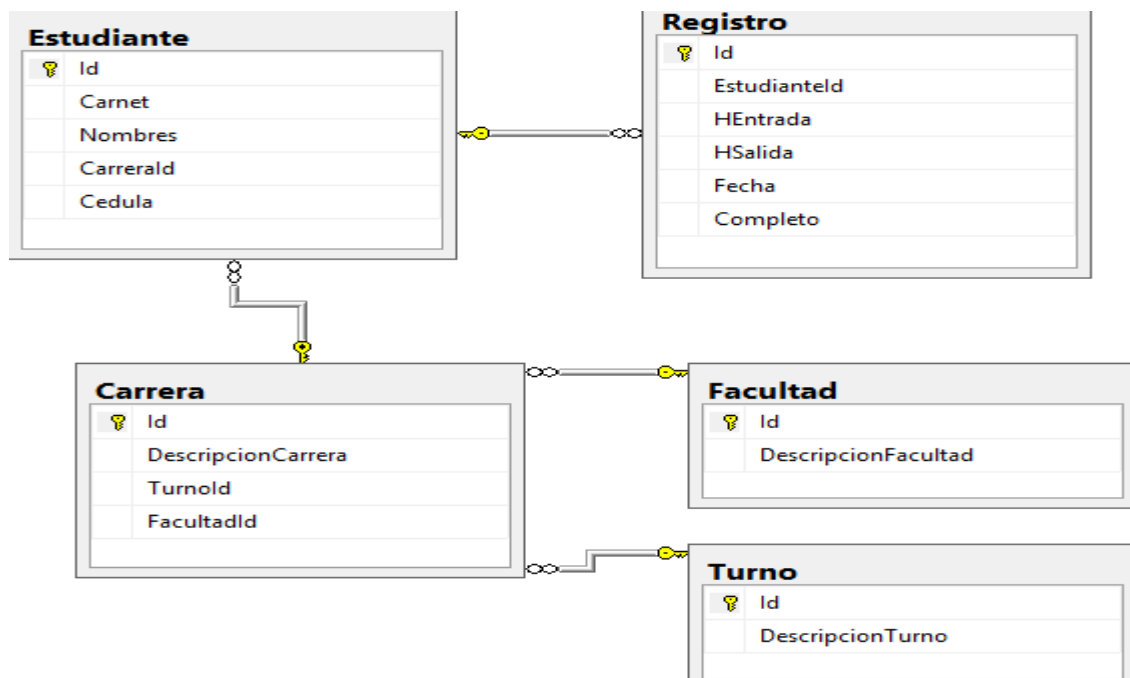 Estudiante
Id
Carnet
Nombres
CarreraId
Cedula
Registro
Id
EstudianteId
HEntrada
HSalida
Fecha
Completo
Carrera
Id
DescripcionCarrera
TurnoId
FacultadId
Facultad
Id
DescripcionFacultad
Turno
Id
DescripcionTurno